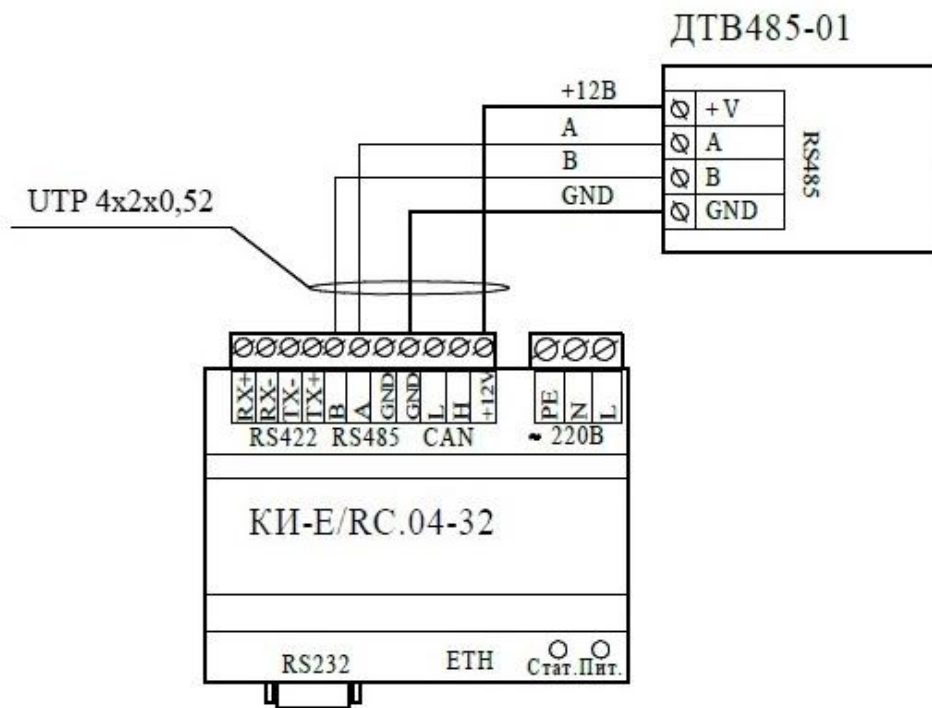 ДТВ485-01
+12В
A
B
GND
+V
A
B
GND
RS485
UTP 4x2x0,52
RX+
RX-
TX-
TX+
B
A
GND
GND
L
H
+12V
RS422 RS485 CAN
PE
N
L
~ 220В
КИ-Е/RC.04-32
RS232
ETH
Стат.Пит.